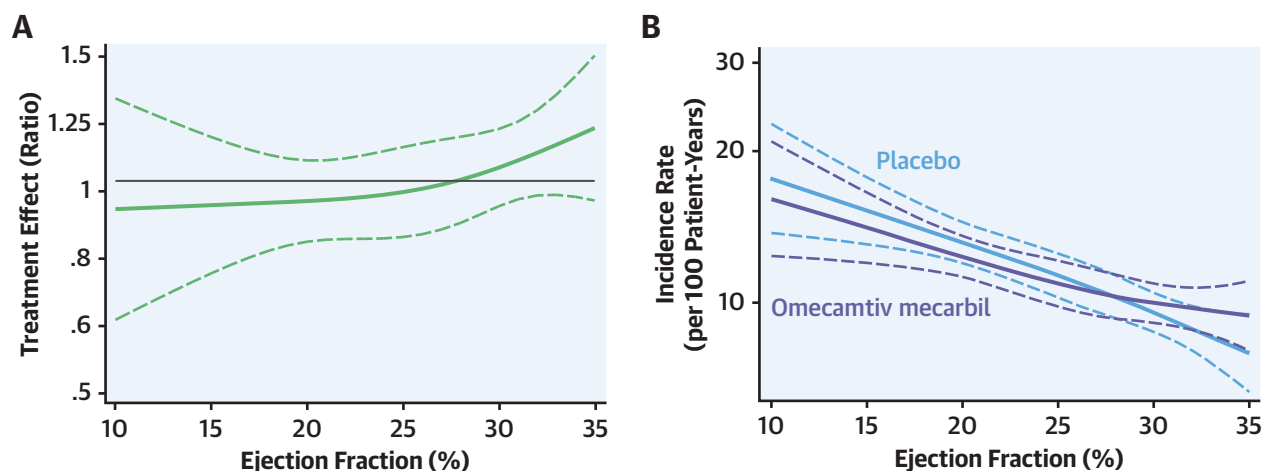 A
Treatment Effect (Ratio)
1.5
1.25
1
.8
.6
.5
10 15 20 25 30 35
Ejection Fraction (%)
B
Incidence Rate
(per 100 Patient-Years)
30
20
10
Placebo
Omecamtiv mecarbil
10 15 20 25 30 35
Ejection Fraction (%)